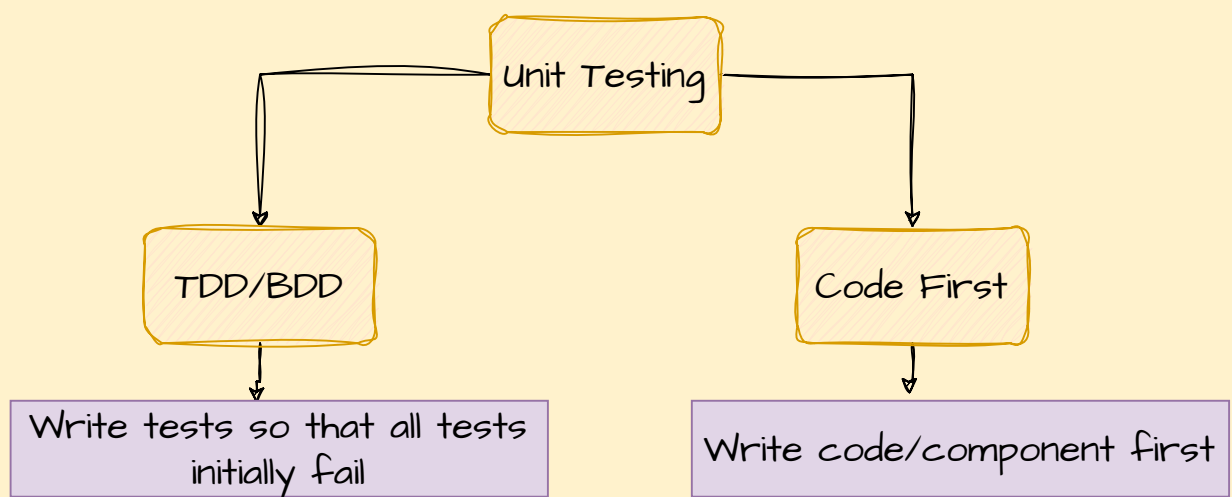 Unit Testing
TDD/BDD
Code First
Write tests so that all tests
initially fail
Write code/component first